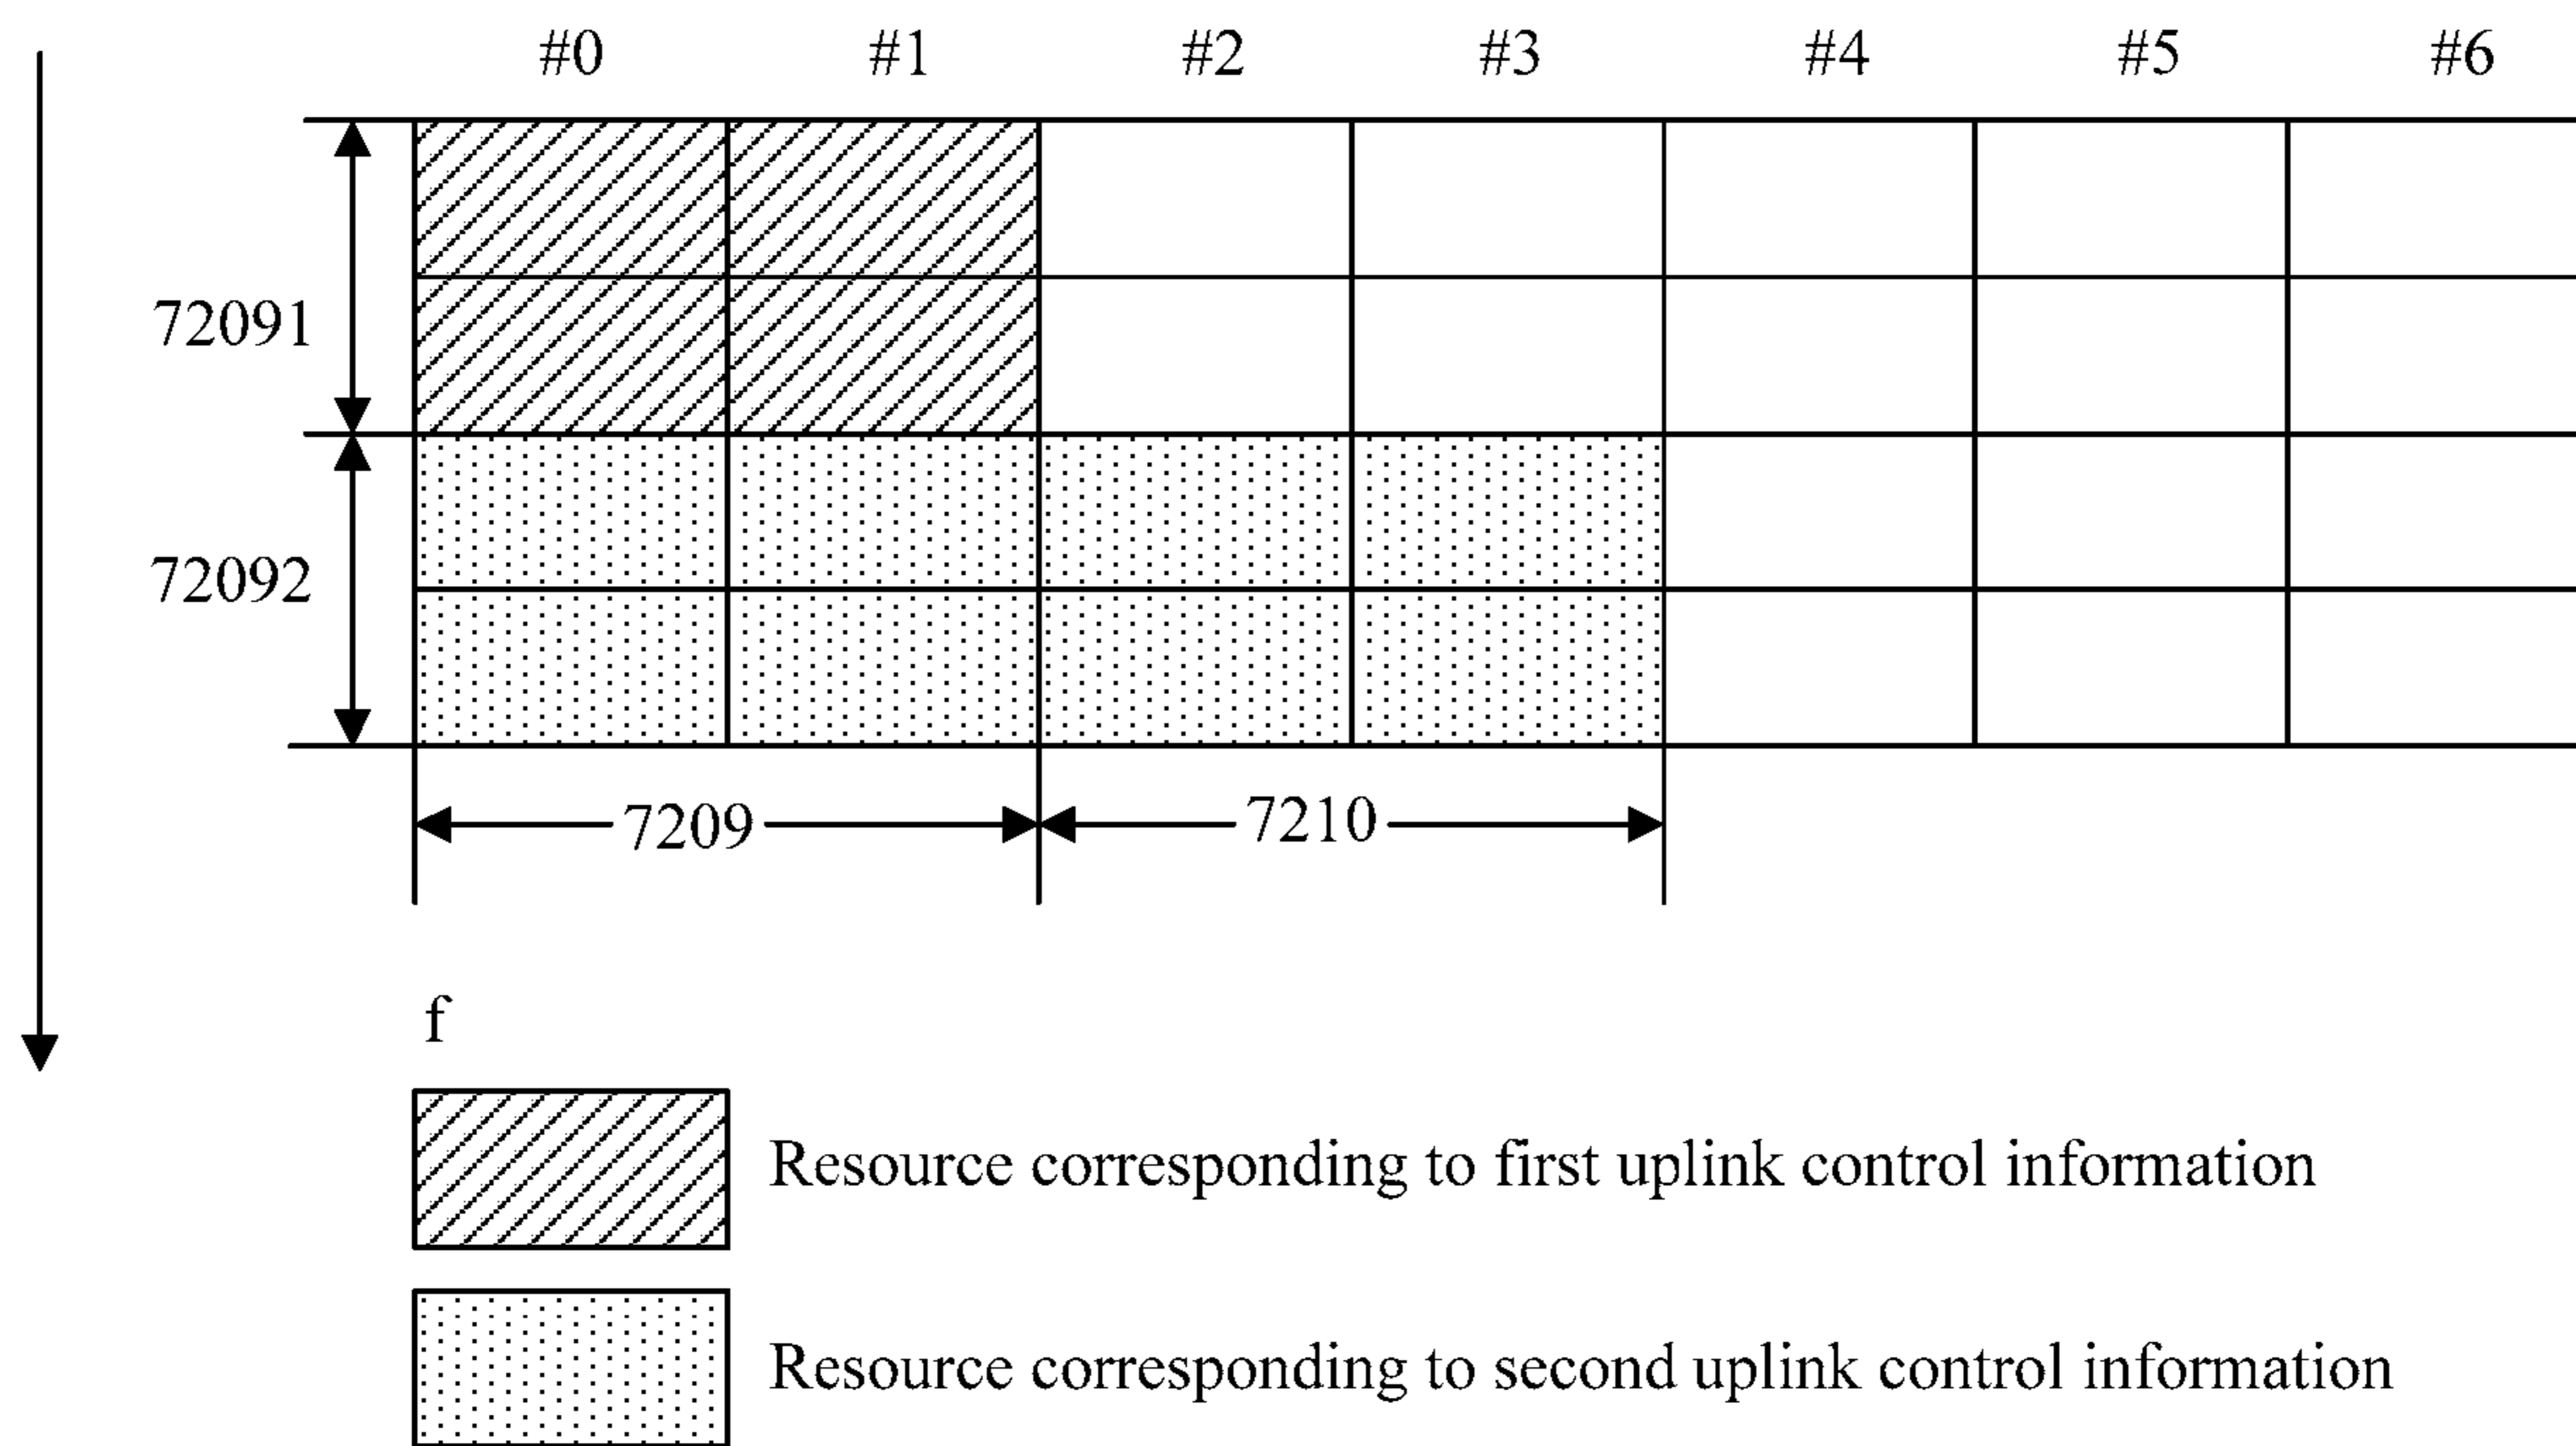 #0 #1 #2 #3 #4 #5 #6
72091
72092
7209 7210
f
Resource corresponding to first uplink control information
Resource corresponding to second uplink control information